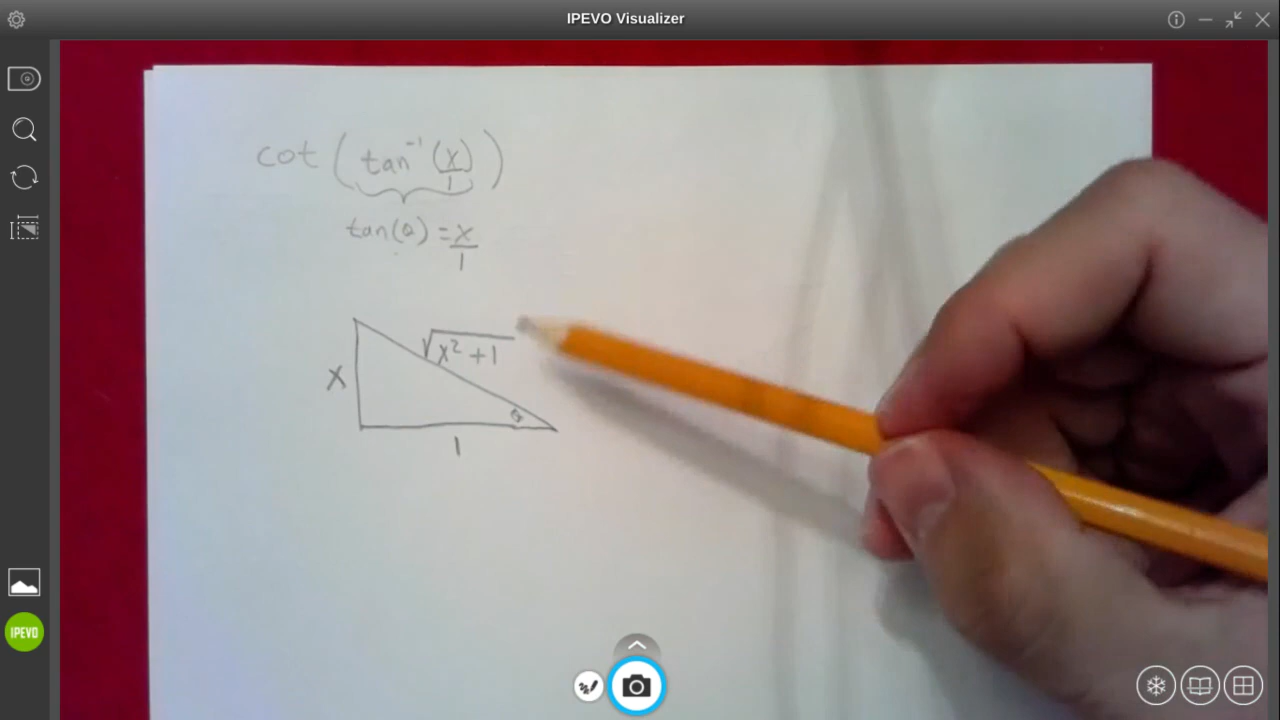 IPEVO Visualizer
cot (tan⁻¹(x/1))
tan(θ) = x/1
√x² + 1
x
θ
1
IPEVO